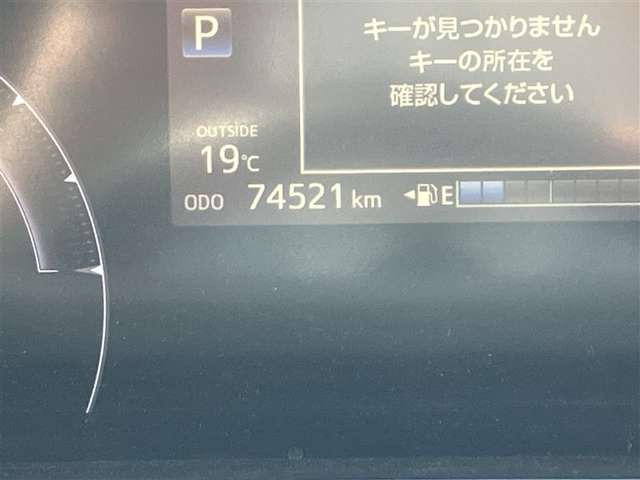 P
キーが見つかりません
キーの所在を
確認してください
OUTSIDE
19℃
ODO 74521 km
E